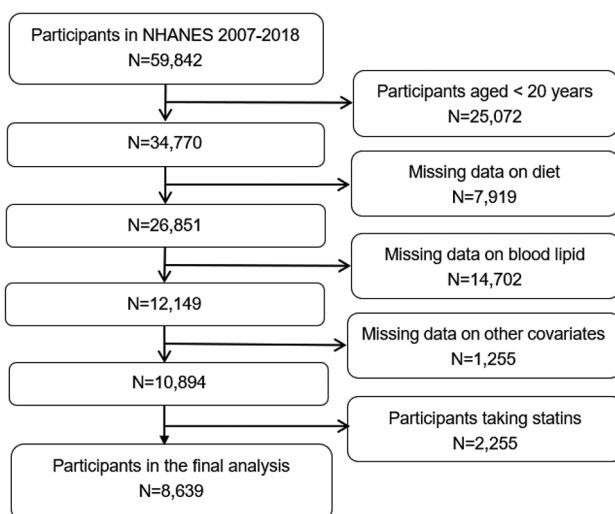 Participants in NHANES 2007-2018
N=59,842
Participants aged < 20 years
N=25,072
N=34,770
Missing data on diet
N=7,919
N=26,851
Missing data on blood lipid
N=14,702
N=12,149
Missing data on other covariates
N=1,255
N=10,894
Participants taking statins
N=2,255
Participants in the final analysis
N=8,639